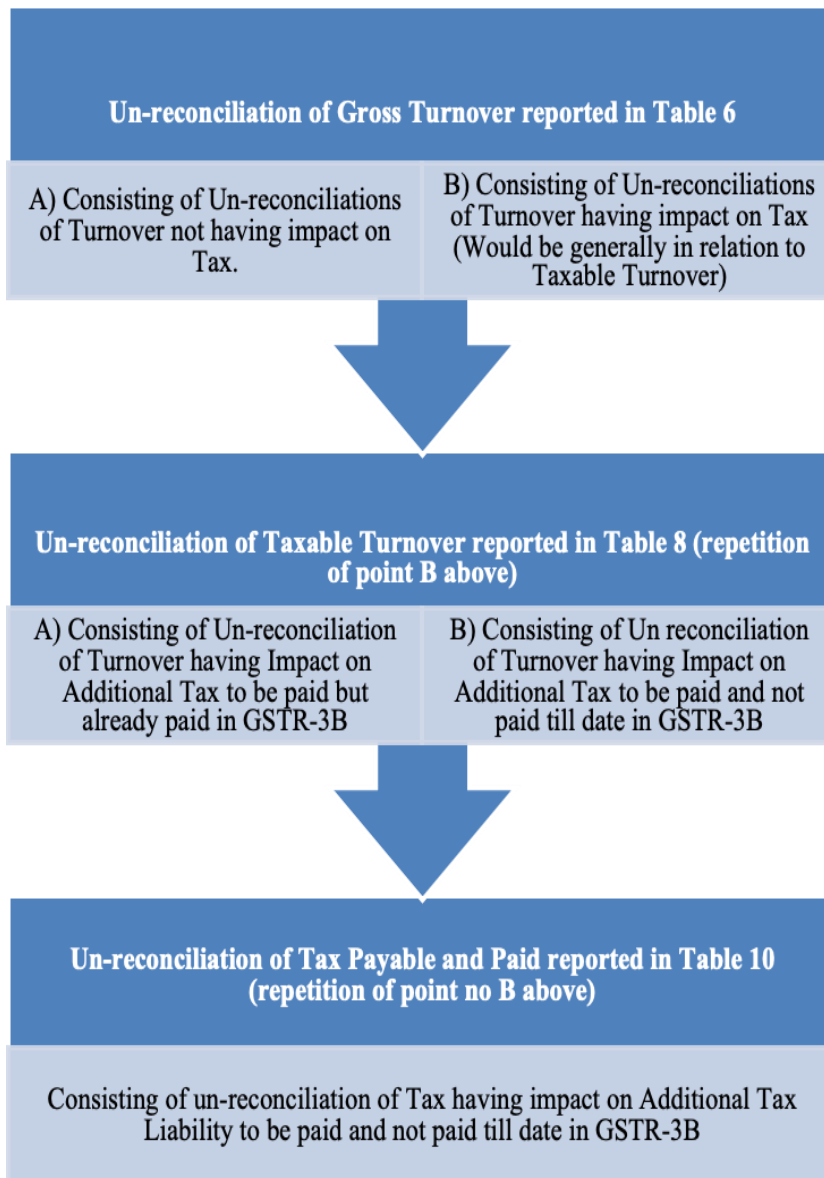 Un-reconciliation of Gross Turnover reported in Table 6
A) Consisting of Un-reconciliations
of Turnover not having impact on
Tax.
B) Consisting of Un-reconciliations
of Turnover having impact on Tax
(Would be generally in relation to
Taxable Turnover)
Un-reconciliation of Taxable Turnover reported in Table 8 (repetition
of point B above)
A) Consisting of Un-reconciliation
of Turnover having Impact on
Additional Tax to be paid but
already paid in GSTR-3B
B) Consisting of Un reconciliation
of Turnover having Impact on
Additional Tax to be paid and not
paid till date in GSTR-3B
Un-reconciliation of Tax Payable and Paid reported in Table 10
(repetition of point no B above)
Consisting of un-reconciliation of Tax having impact on Additional Tax
Liability to be paid and not paid till date in GSTR-3B